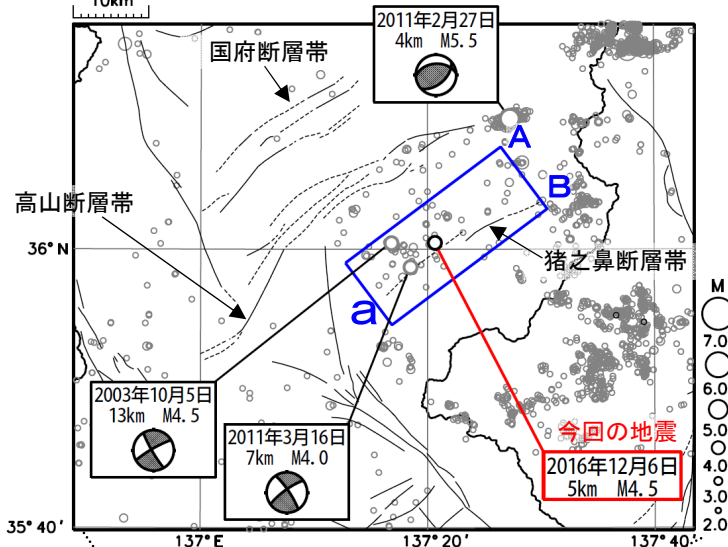 10km
2011年2月27日
4km M5.5
国府断層帯
A
B
高山断層帯
36°N
猪之鼻断層帯
a
M
7.0
6.0
5.0
4.0
3.0
2.0
2003年10月5日
13km M4.5
2011年3月16日
7km M4.0
今回の地震
2016年12月6日
5km M4.5
35°40'
137°E
137°20'
137°40'